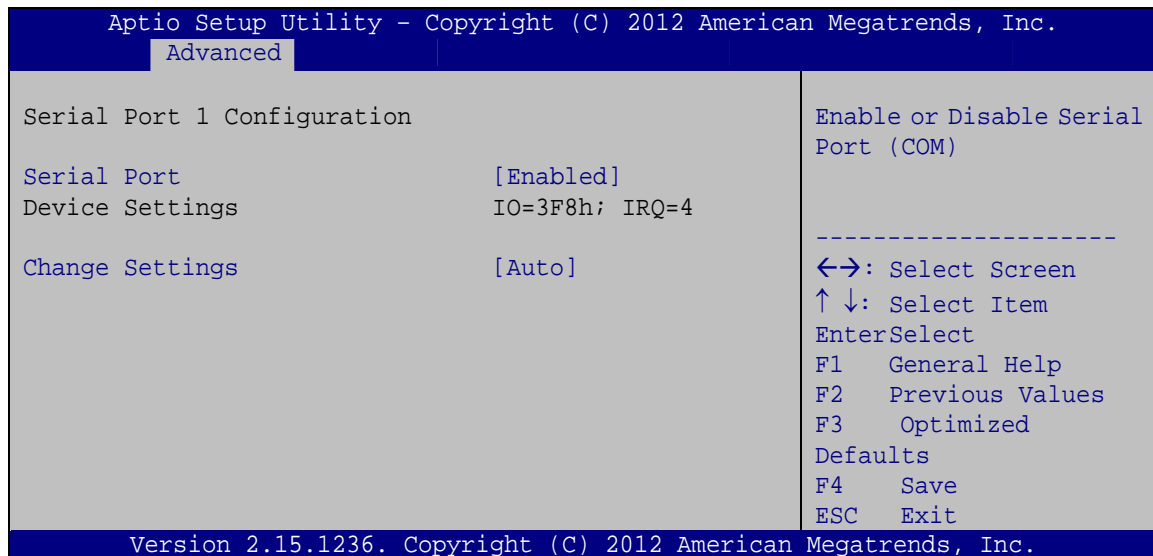 Aptio Setup Utility – Copyright (C) 2012 American Megatrends, Inc.
Advanced
Serial Port 1 Configuration
Serial Port [Enabled]
Device Settings IO=3F8h; IRQ=4
Change Settings [Auto]
Enable or Disable Serial
Port (COM)
----------------------
←→: Select Screen
↑ ↓: Select Item
EnterSelect
F1 General Help
F2 Previous Values
F3 Optimized
Defaults
F4 Save
ESC Exit
Version 2.15.1236. Copyright (C) 2012 American Megatrends, Inc.